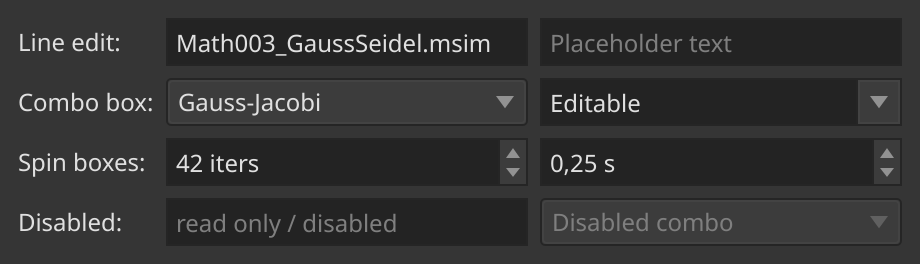 Line edit: Math003_GaussSeidel.msim Placeholder text
Combo box: Gauss-Jacobi Editable
Spin boxes: 42 iters 0,25 s
Disabled: read only / disabled Disabled combo